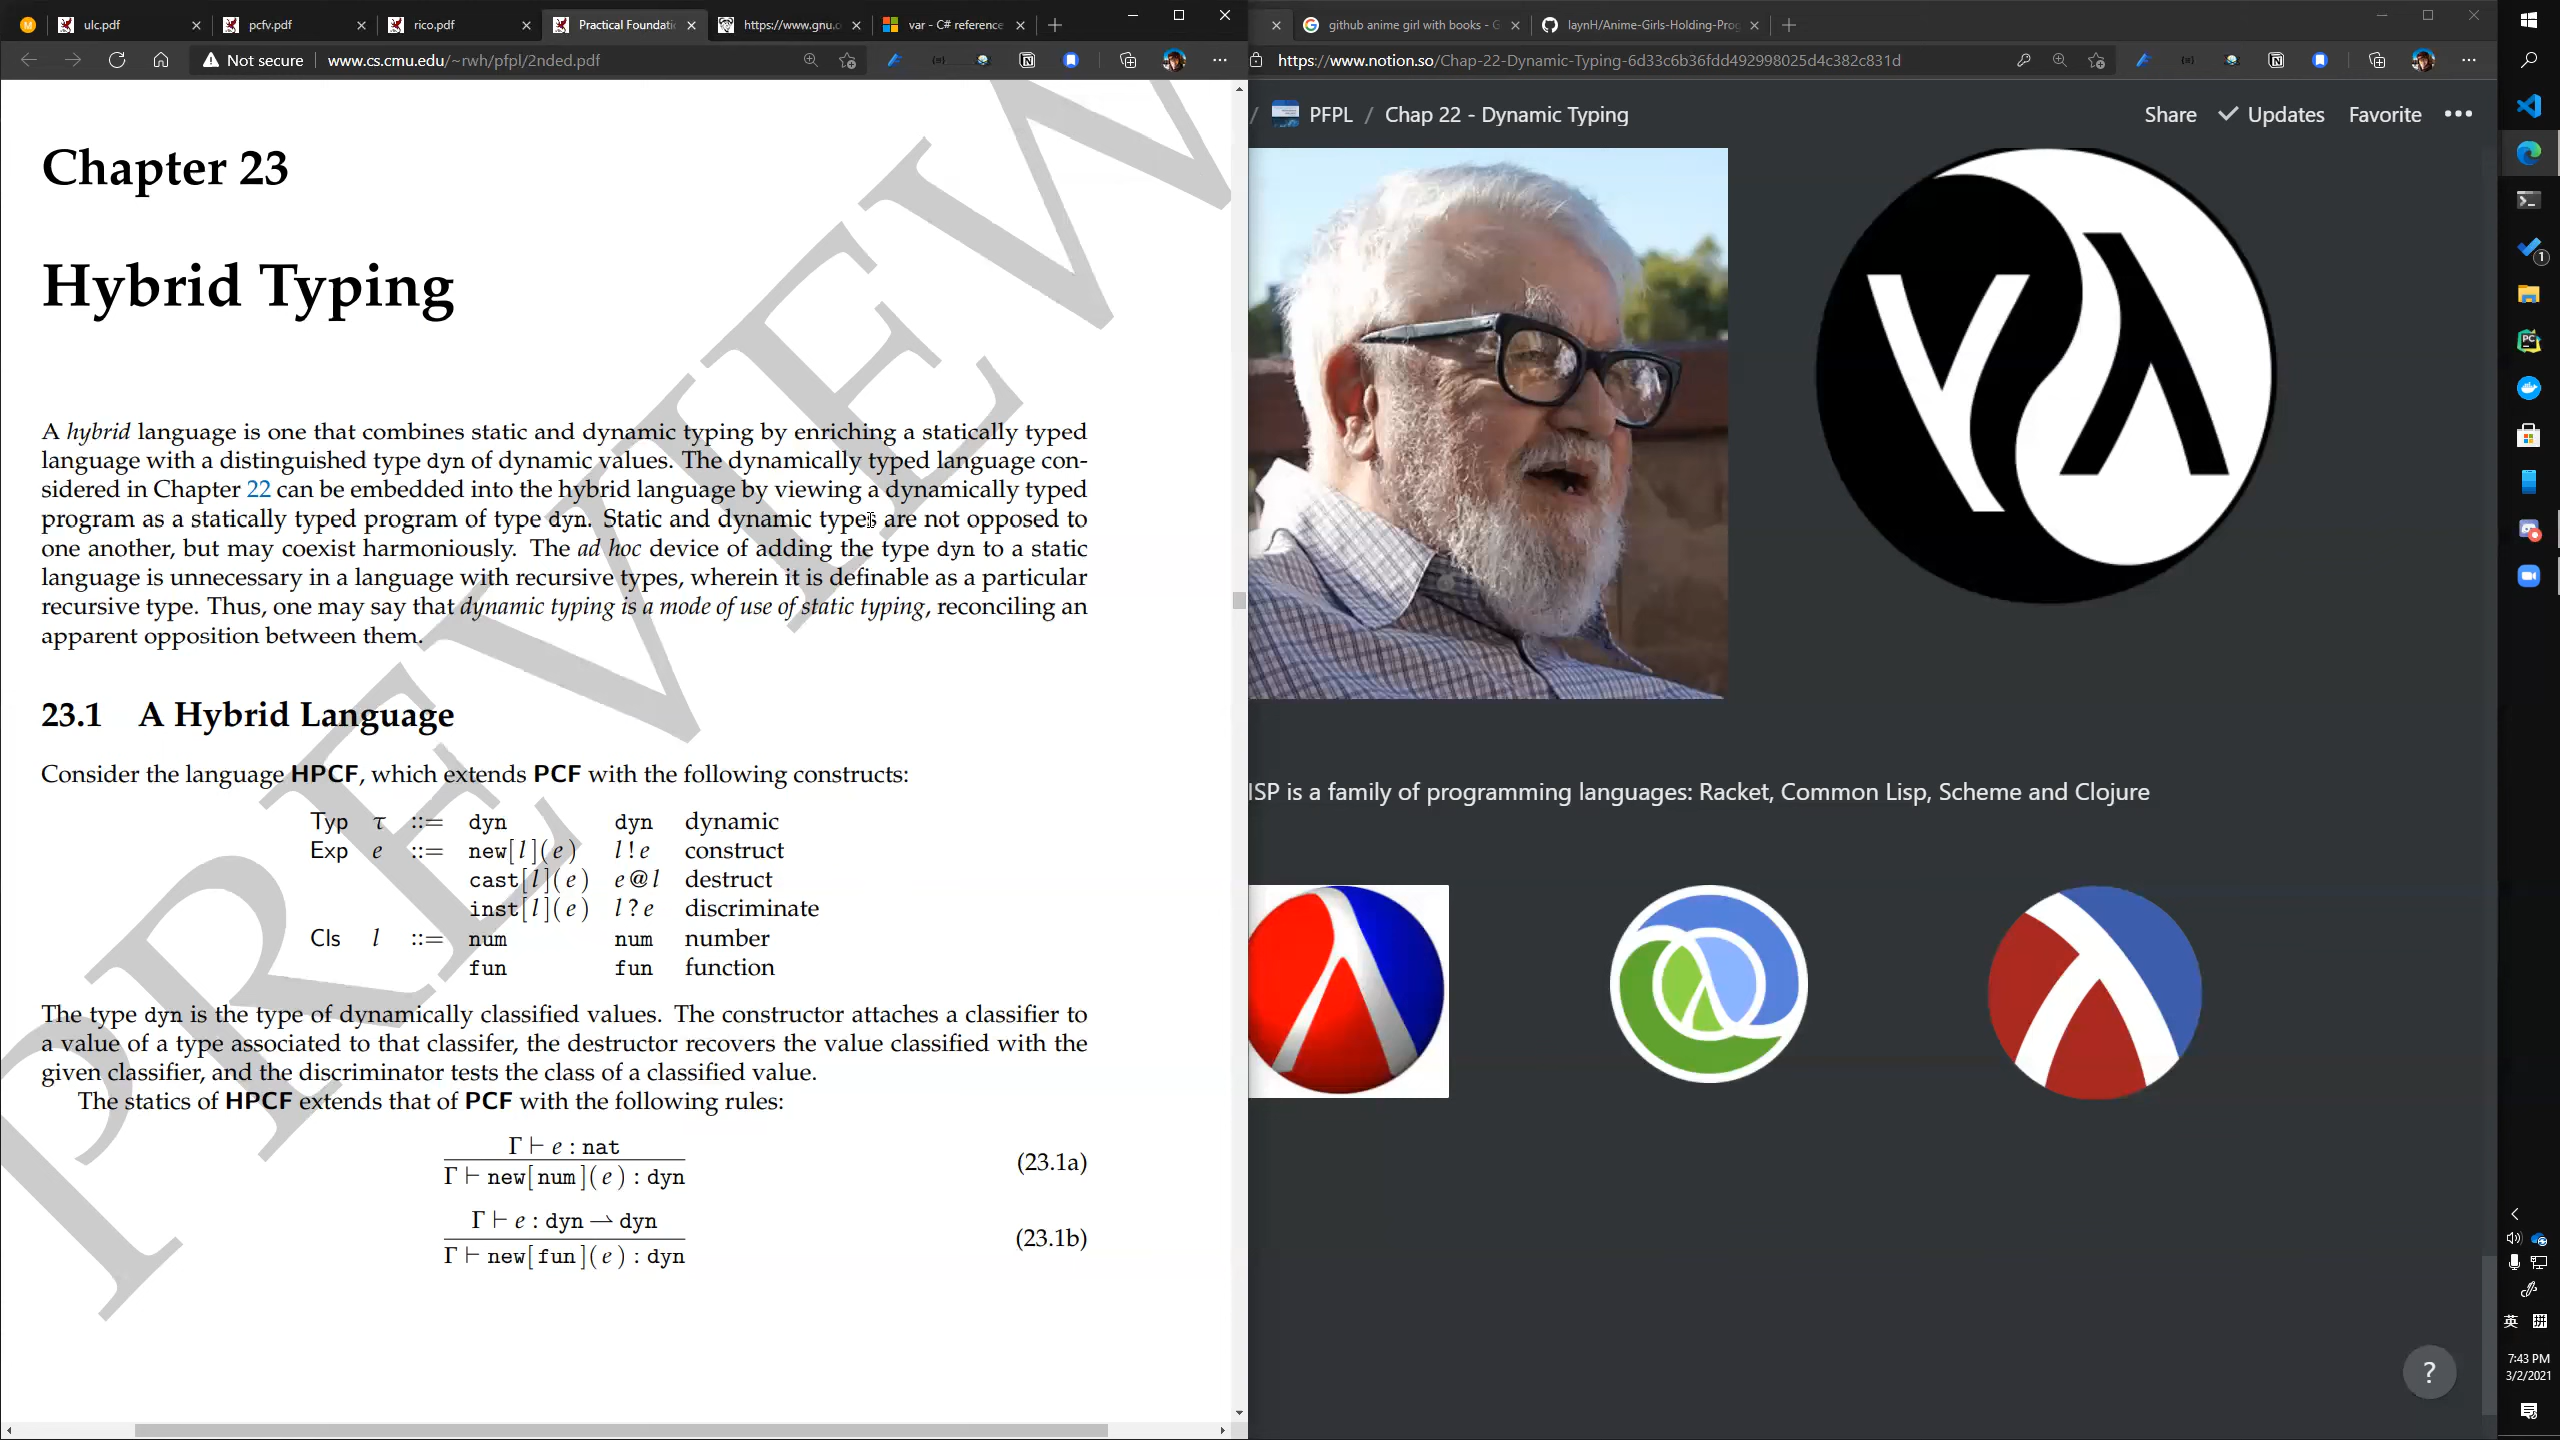 ulc.pdf
pcfv.pdf
rico.pdf
Practical Foundatio
https://www.gnu.o
var - C# reference
Not secure
www.cs.cmu.edu/~rwh/pfpl/2nded.pdf
github anime girl with books - G
laynH/Anime-Girls-Holding-Prog
https://www.notion.so/Chap-22-Dynamic-Typing-6d33c6b36fdd492998025d4c382c831d
/ PFPL / Chap 22 - Dynamic Typing
Share
Updates
Favorite
Chapter 23
Hybrid Typing
A hybrid language is one that combines static and dynamic typing by enriching a statically typed
language with a distinguished type dyn of dynamic values. The dynamically typed language con-
sidered in Chapter 22 can be embedded into the hybrid language by viewing a dynamically typed
program as a statically typed program of type dyn. Static and dynamic types are not opposed to
one another, but may coexist harmoniously. The ad hoc device of adding the type dyn to a static
language is unnecessary in a language with recursive types, wherein it is definable as a particular
recursive type. Thus, one may say that dynamic typing is a mode of use of static typing, reconciling an
apparent opposition between them.
23.1 A Hybrid Language
Consider the language HPCF, which extends PCF with the following constructs:
Typ τ ::= dyn dyn dynamic
Exp e ::= new[l](e) l!e construct
cast[l](e) e@l destruct
inst[l](e) l?e discriminate
Cls l ::= num num number
fun fun function
The type dyn is the type of dynamically classified values. The constructor attaches a classifier to
a value of a type associated to that classifer, the destructor recovers the value classified with the
given classifier, and the discriminator tests the class of a classified value.
The statics of HPCF extends that of PCF with the following rules:
Γ ⊢ e : nat
Γ ⊢ new[num](e) : dyn
(23.1a)
Γ ⊢ e : dyn ⇀ dyn
Γ ⊢ new[fun](e) : dyn
(23.1b)
PREVIEW
Yλ
ISP is a family of programming languages: Racket, Common Lisp, Scheme and Clojure
?
1
PC
英 拼
7:43 PM
3/2/2021